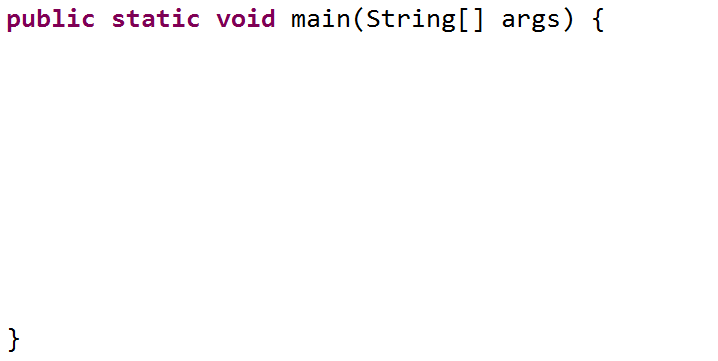 public static void main(String[] args) {
}